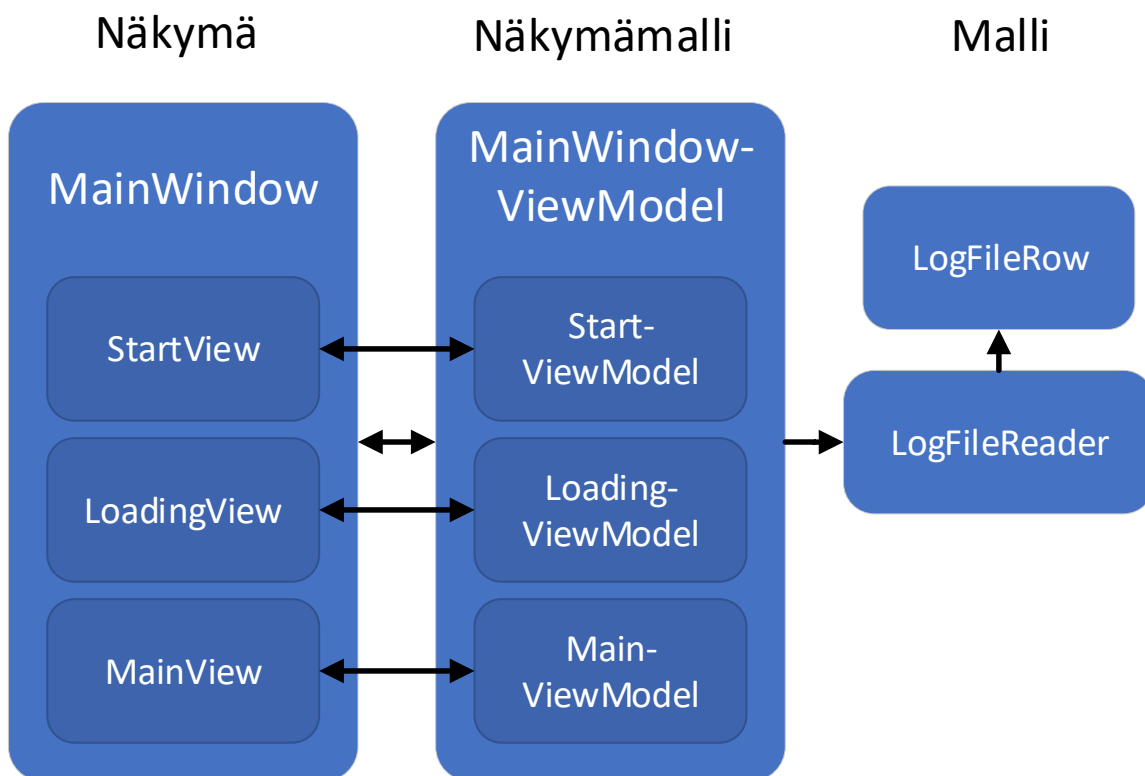 Näkymä
Näkymämalli
Malli
MainWindow
StartView
LoadingView
MainView
MainWindow-
ViewModel
Start-
ViewModel
Loading-
ViewModel
Main-
ViewModel
LogFileRow
LogFileReader